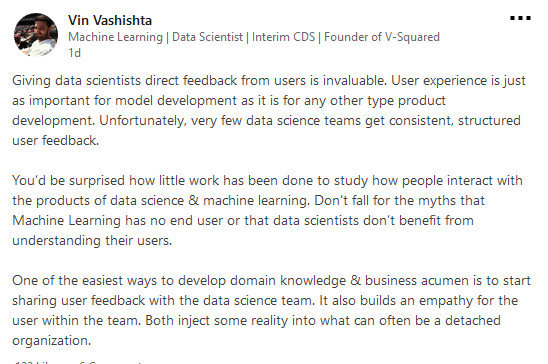 Vin Vashishta
Machine Learning | Data Scientist | Interim CDS | Founder of V-Squared
1d
Giving data scientists direct feedback from users is invaluable. User experience is just
as important for model development as it is for any other type product
development. Unfortunately, very few data science teams get consistent, structured
user feedback.
You'd be surprised how little work has been done to study how people interact with
the products of data science & machine learning. Don't fall for the myths that
Machine Learning has no end user or that data scientists don't benefit from
understanding their users.
One of the easiest ways to develop domain knowledge & business acumen is to start
sharing user feedback with the data science team. It also builds an empathy for the
user within the team. Both inject some reality into what can often be a detached
organization.